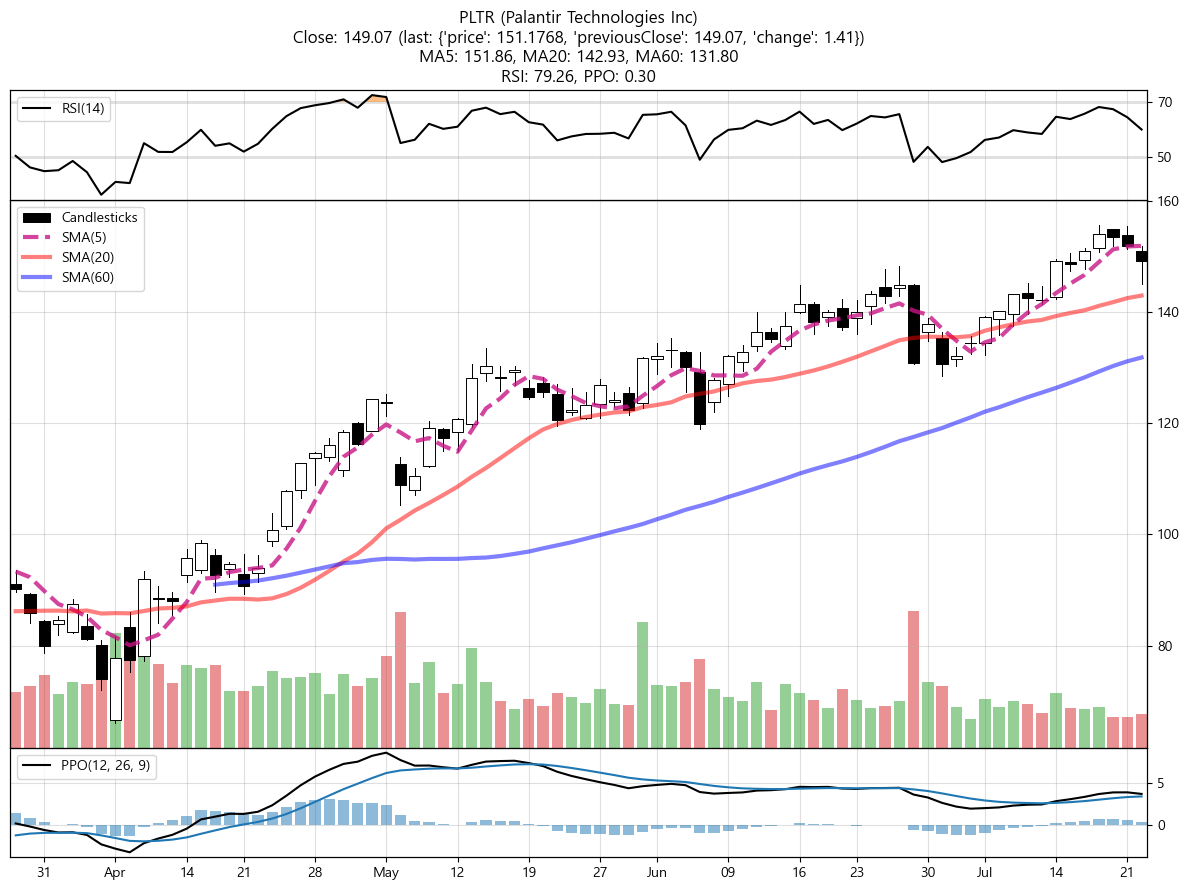 PLTR (Palantir Technologies Inc)
Close: 149.07 (last: {'price': 151.1768, 'previousClose': 149.07, 'change': 1.41})
MA5: 151.86, MA20: 142.93, MA60: 131.80
RSI: 79.26, PPO: 0.30
RSI(14)
70
50
Candlesticks
SMA(5)
SMA(20)
SMA(60)
160
140
120
100
80
PPO(12, 26, 9)
5
0
31 Apr 14 21 28 May 12 19 27 Jun 09 16 23 30 Jul 14 21